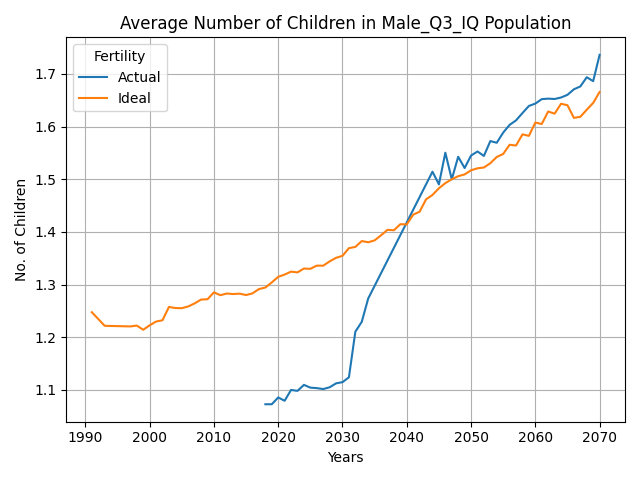 Average Number of Children in Male_Q3_IQ Population
Fertility
Actual
Ideal
No. of Children
1.7
1.6
1.5
1.4
1.3
1.2
1.1
1990 2000 2010 2020 2030 2040 2050 2060 2070
Years